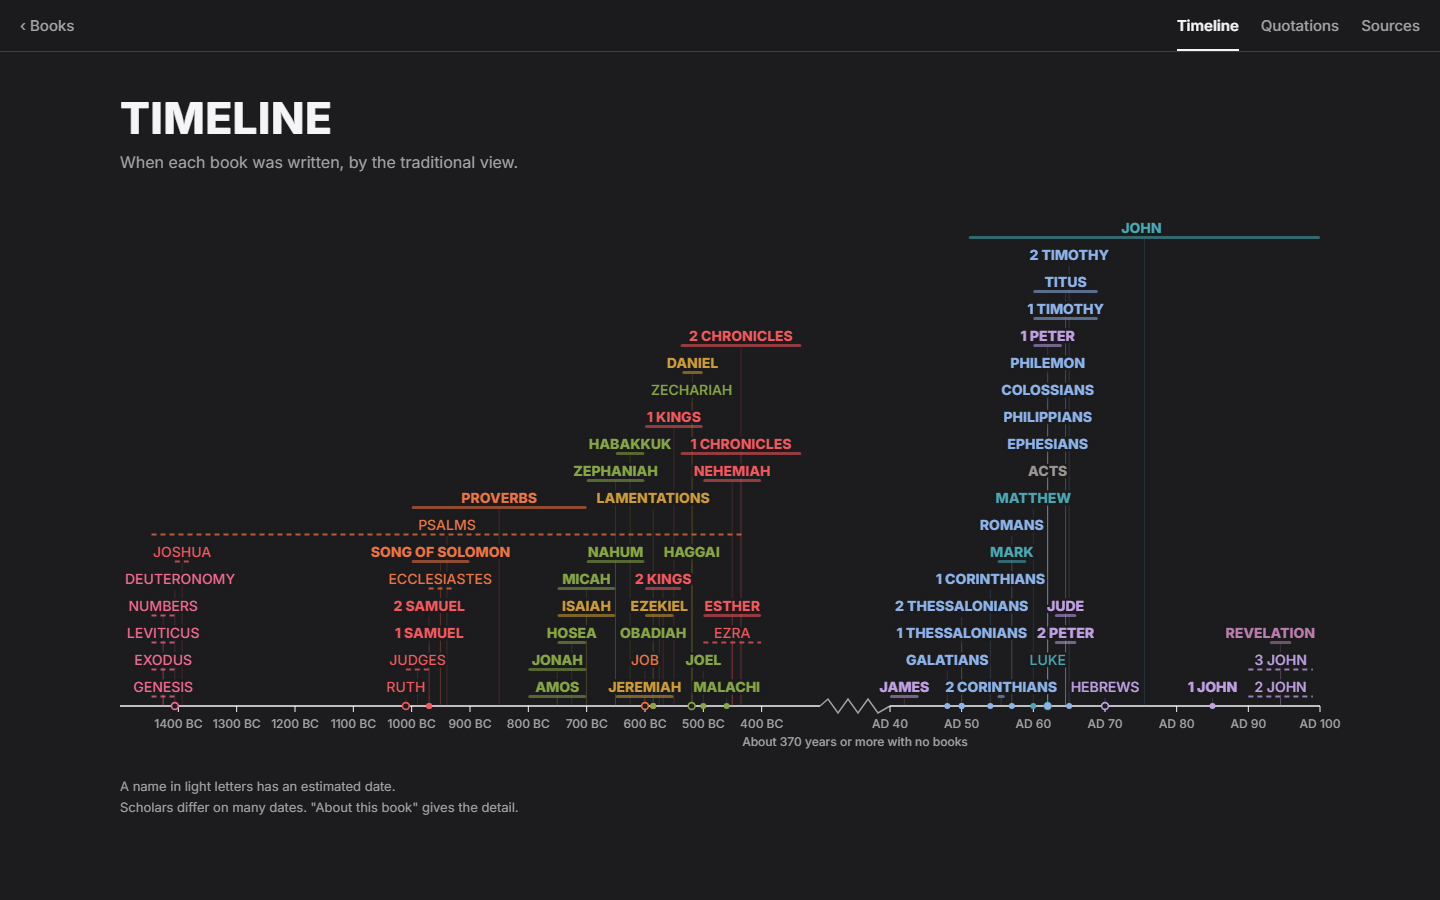 ‹ Books
Timeline Quotations Sources
TIMELINE
When each book was written, by the traditional view.
JOHN
2 TIMOTHY
TITUS
1 TIMOTHY
2 CHRONICLES 1 PETER
DANIEL PHILEMON
ZECHARIAH COLOSSIANS
1 KINGS PHILIPPIANS
HABAKKUK 1 CHRONICLES EPHESIANS
ZEPHANIAH NEHEMIAH ACTS
PROVERBS LAMENTATIONS MATTHEW
PSALMS ROMANS
JOSHUA SONG OF SOLOMON NAHUM HAGGAI MARK
DEUTERONOMY ECCLESIASTES MICAH 2 KINGS 1 CORINTHIANS
NUMBERS 2 SAMUEL ISAIAH EZEKIEL ESTHER 2 THESSALONIANS JUDE
LEVITICUS 1 SAMUEL HOSEA OBADIAH EZRA 1 THESSALONIANS 2 PETER REVELATION
EXODUS JUDGES JONAH JOB JOEL GALATIANS LUKE 3 JOHN
GENESIS RUTH AMOS JEREMIAH MALACHI JAMES 2 CORINTHIANS HEBREWS 1 JOHN 2 JOHN
1400 BC 1300 BC 1200 BC 1100 BC 1000 BC 900 BC 800 BC 700 BC 600 BC 500 BC 400 BC AD 40 AD 50 AD 60 AD 70 AD 80 AD 90 AD 100
About 370 years or more with no books
A name in light letters has an estimated date.
Scholars differ on many dates. "About this book" gives the detail.